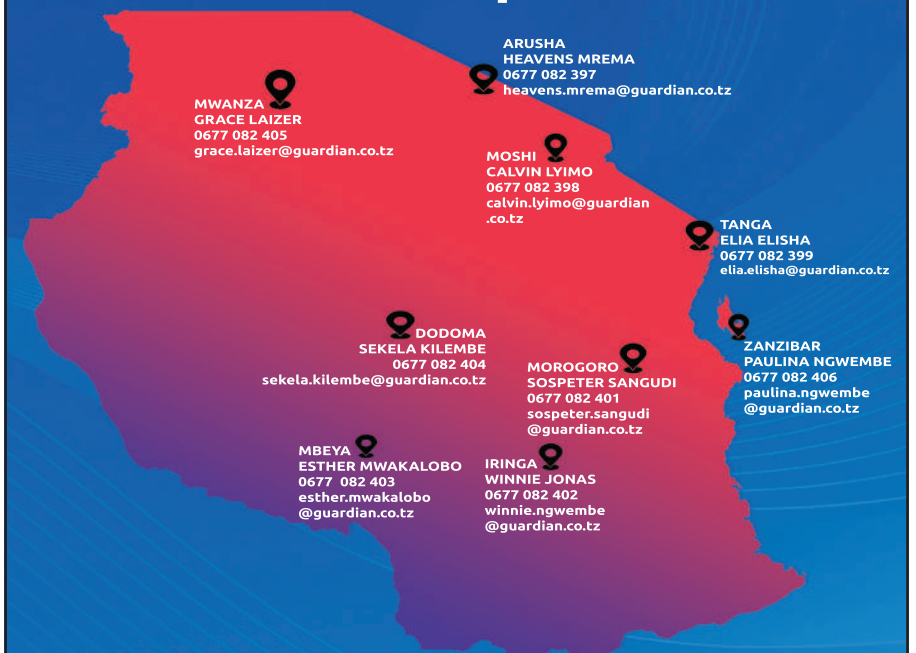 ARUSHA
HEAVENS MREMA
0677 082 397
heavens.mrema@guardian.co.tz
MWANZA
GRACE LAIZER
0677 082 405
grace.laizer@guardian.co.tz
MOSHI
CALVIN LYIMO
0677 082 398
calvin.lyimo@guardian
.co.tz
TANGA
ELIA ELISHA
0677 082 399
elia.elisha@guardian.co.tz
DODOMA
SEKELA KILEMBE
0677 082 404
sekela.kilembe@guardian.co.tz
ZANZIBAR
PAULINA NGWEMBE
0677 082 406
paulina.ngwembe
@guardian.co.tz
MOROGORO
SOSPETER SANGUDI
0677 082 401
sospeter.sangudi
@guardian.co.tz
MBEYA
ESTHER MWAKALOBO
0677 082 403
esther.mwakalobo
@guardian.co.tz
IRINGA
WINNIE JONAS
0677 082 402
winnie.ngwembe
@guardian.co.tz